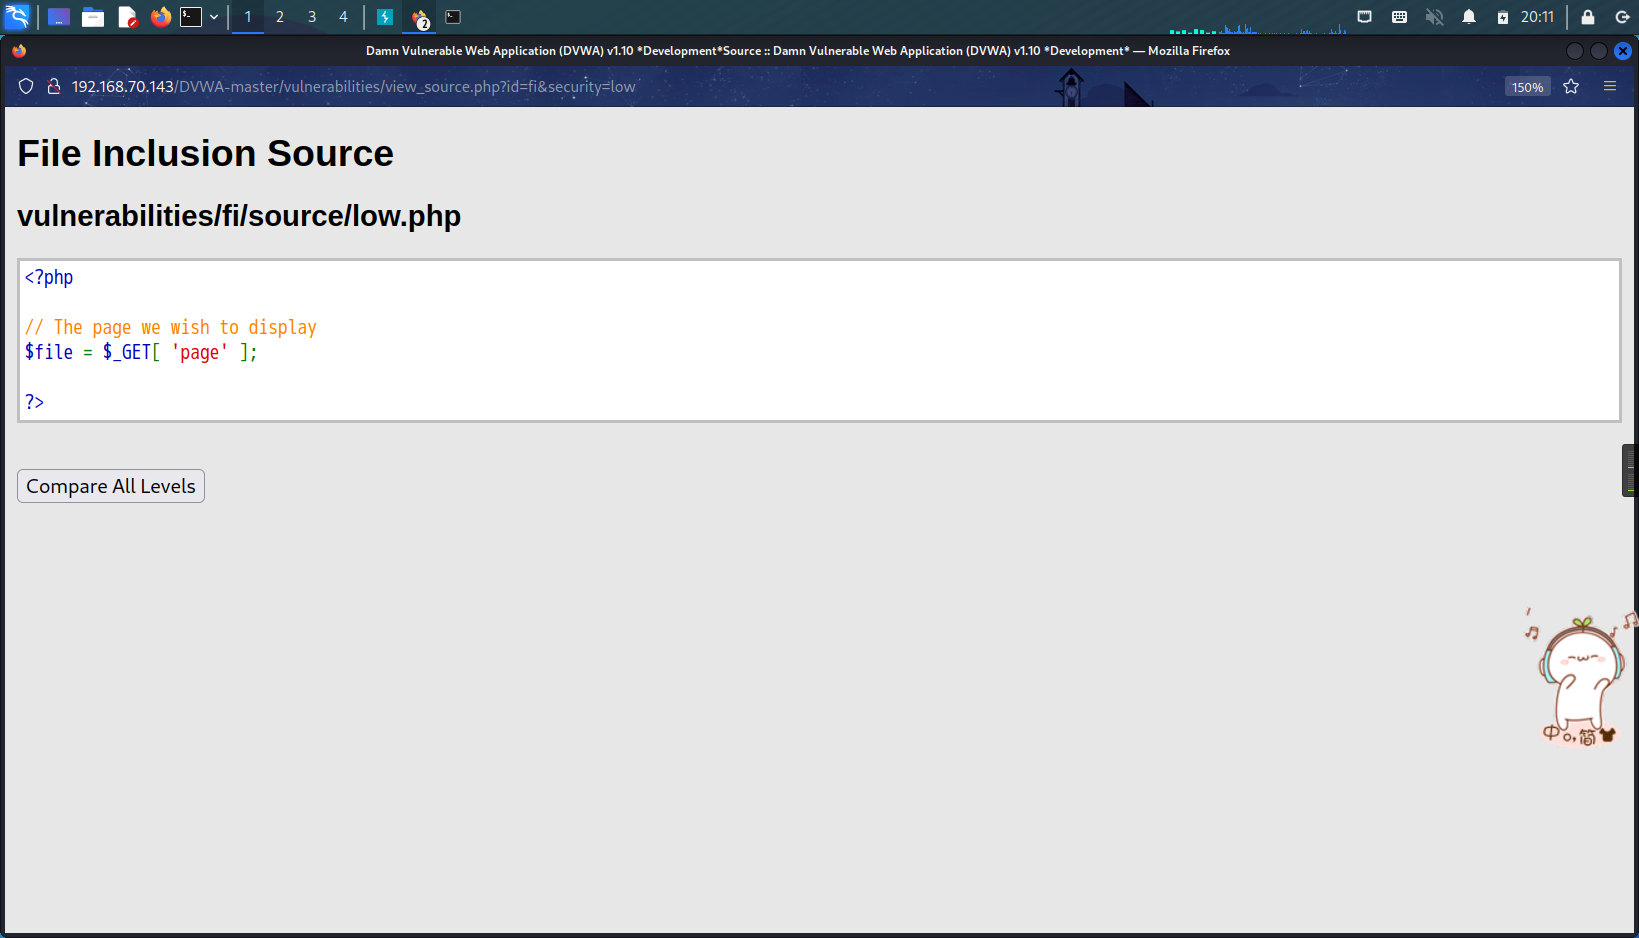 1 2 3 4 2 20:11
Damn Vulnerable Web Application (DVWA) v1.10 *Development*Source :: Damn Vulnerable Web Application (DVWA) v1.10 *Development* — Mozilla Firefox
192.168.70.143/DVWA-master/vulnerabilities/view_source.php?id=fi&security=low 150%
File Inclusion Source
vulnerabilities/fi/source/low.php
<?php
// The page we wish to display
$file = $_GET[ 'page' ];
?>
Compare All Levels
中 简